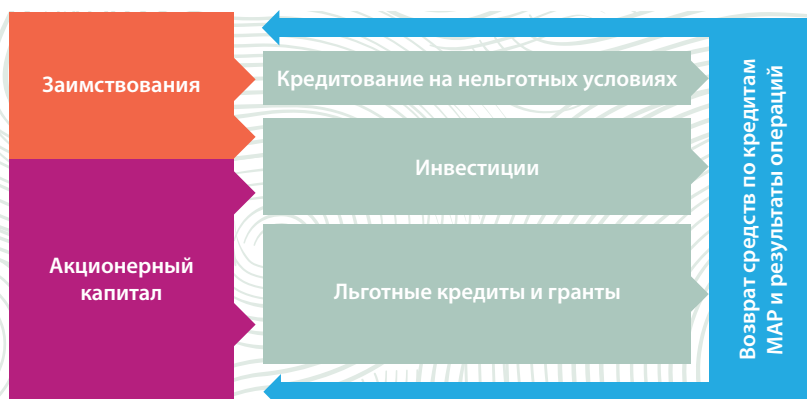 Заимствования
Кредитование на нельготных условиях
Инвестиции
Акционерный
капитал
Льготные кредиты и гранты
Возврат средств по кредитам
МАР и результаты операций